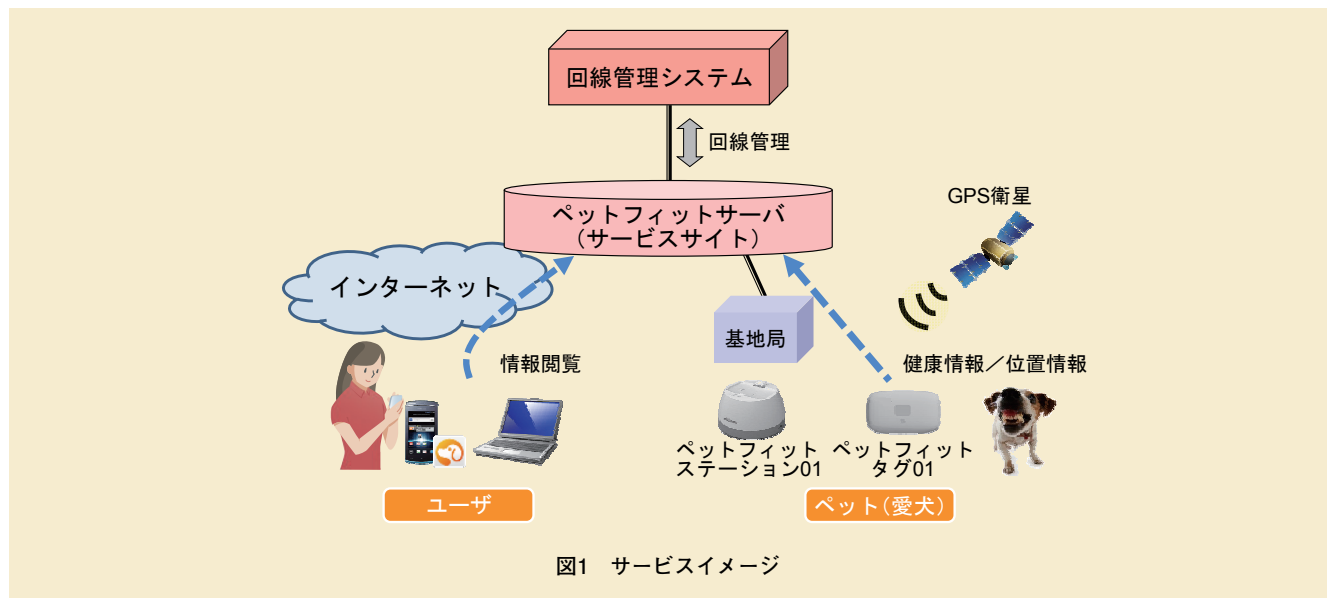 回線管理システム
回線管理
ペットフィットサーバ
（サービスサイト）
GPS衛星
インターネット
基地局
情報閲覧
健康情報／位置情報
ペットフィット
ステーション01
ペットフィット
タグ01
ユーザ
ペット（愛犬）
図1　サービスイメージ